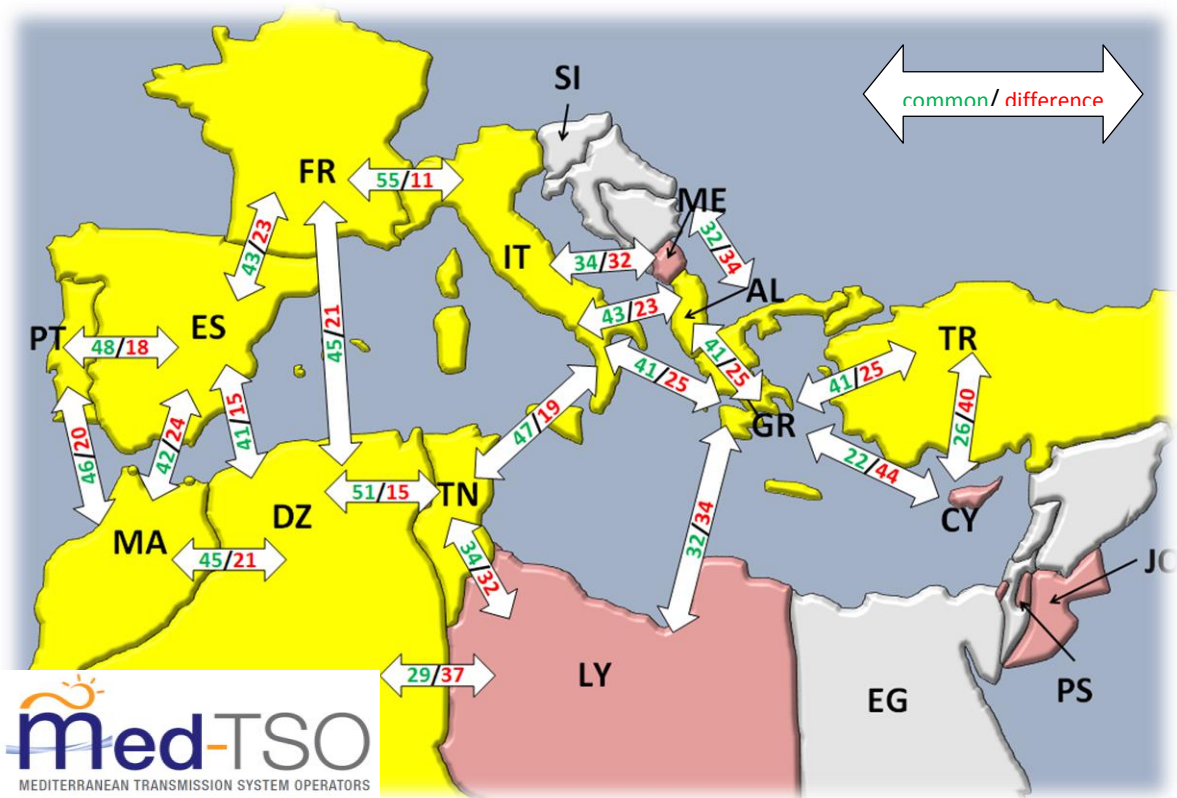 SI
common/ difference
FR
55/11
ME
43/23
32/34
IT
34/32
AL
PT
ES
45/21
43/23
TR
48/18
41/25
41/25
41/25
41/15
47/19
GR
26/40
46/20
42/24
22/44
51/15
TN
DZ
CY
MA
32/34
45/21
34/32
JO
29/37
LY
PS
EG
Med-TSO
MEDITERRANEAN TRANSMISSION SYSTEM OPERATORS